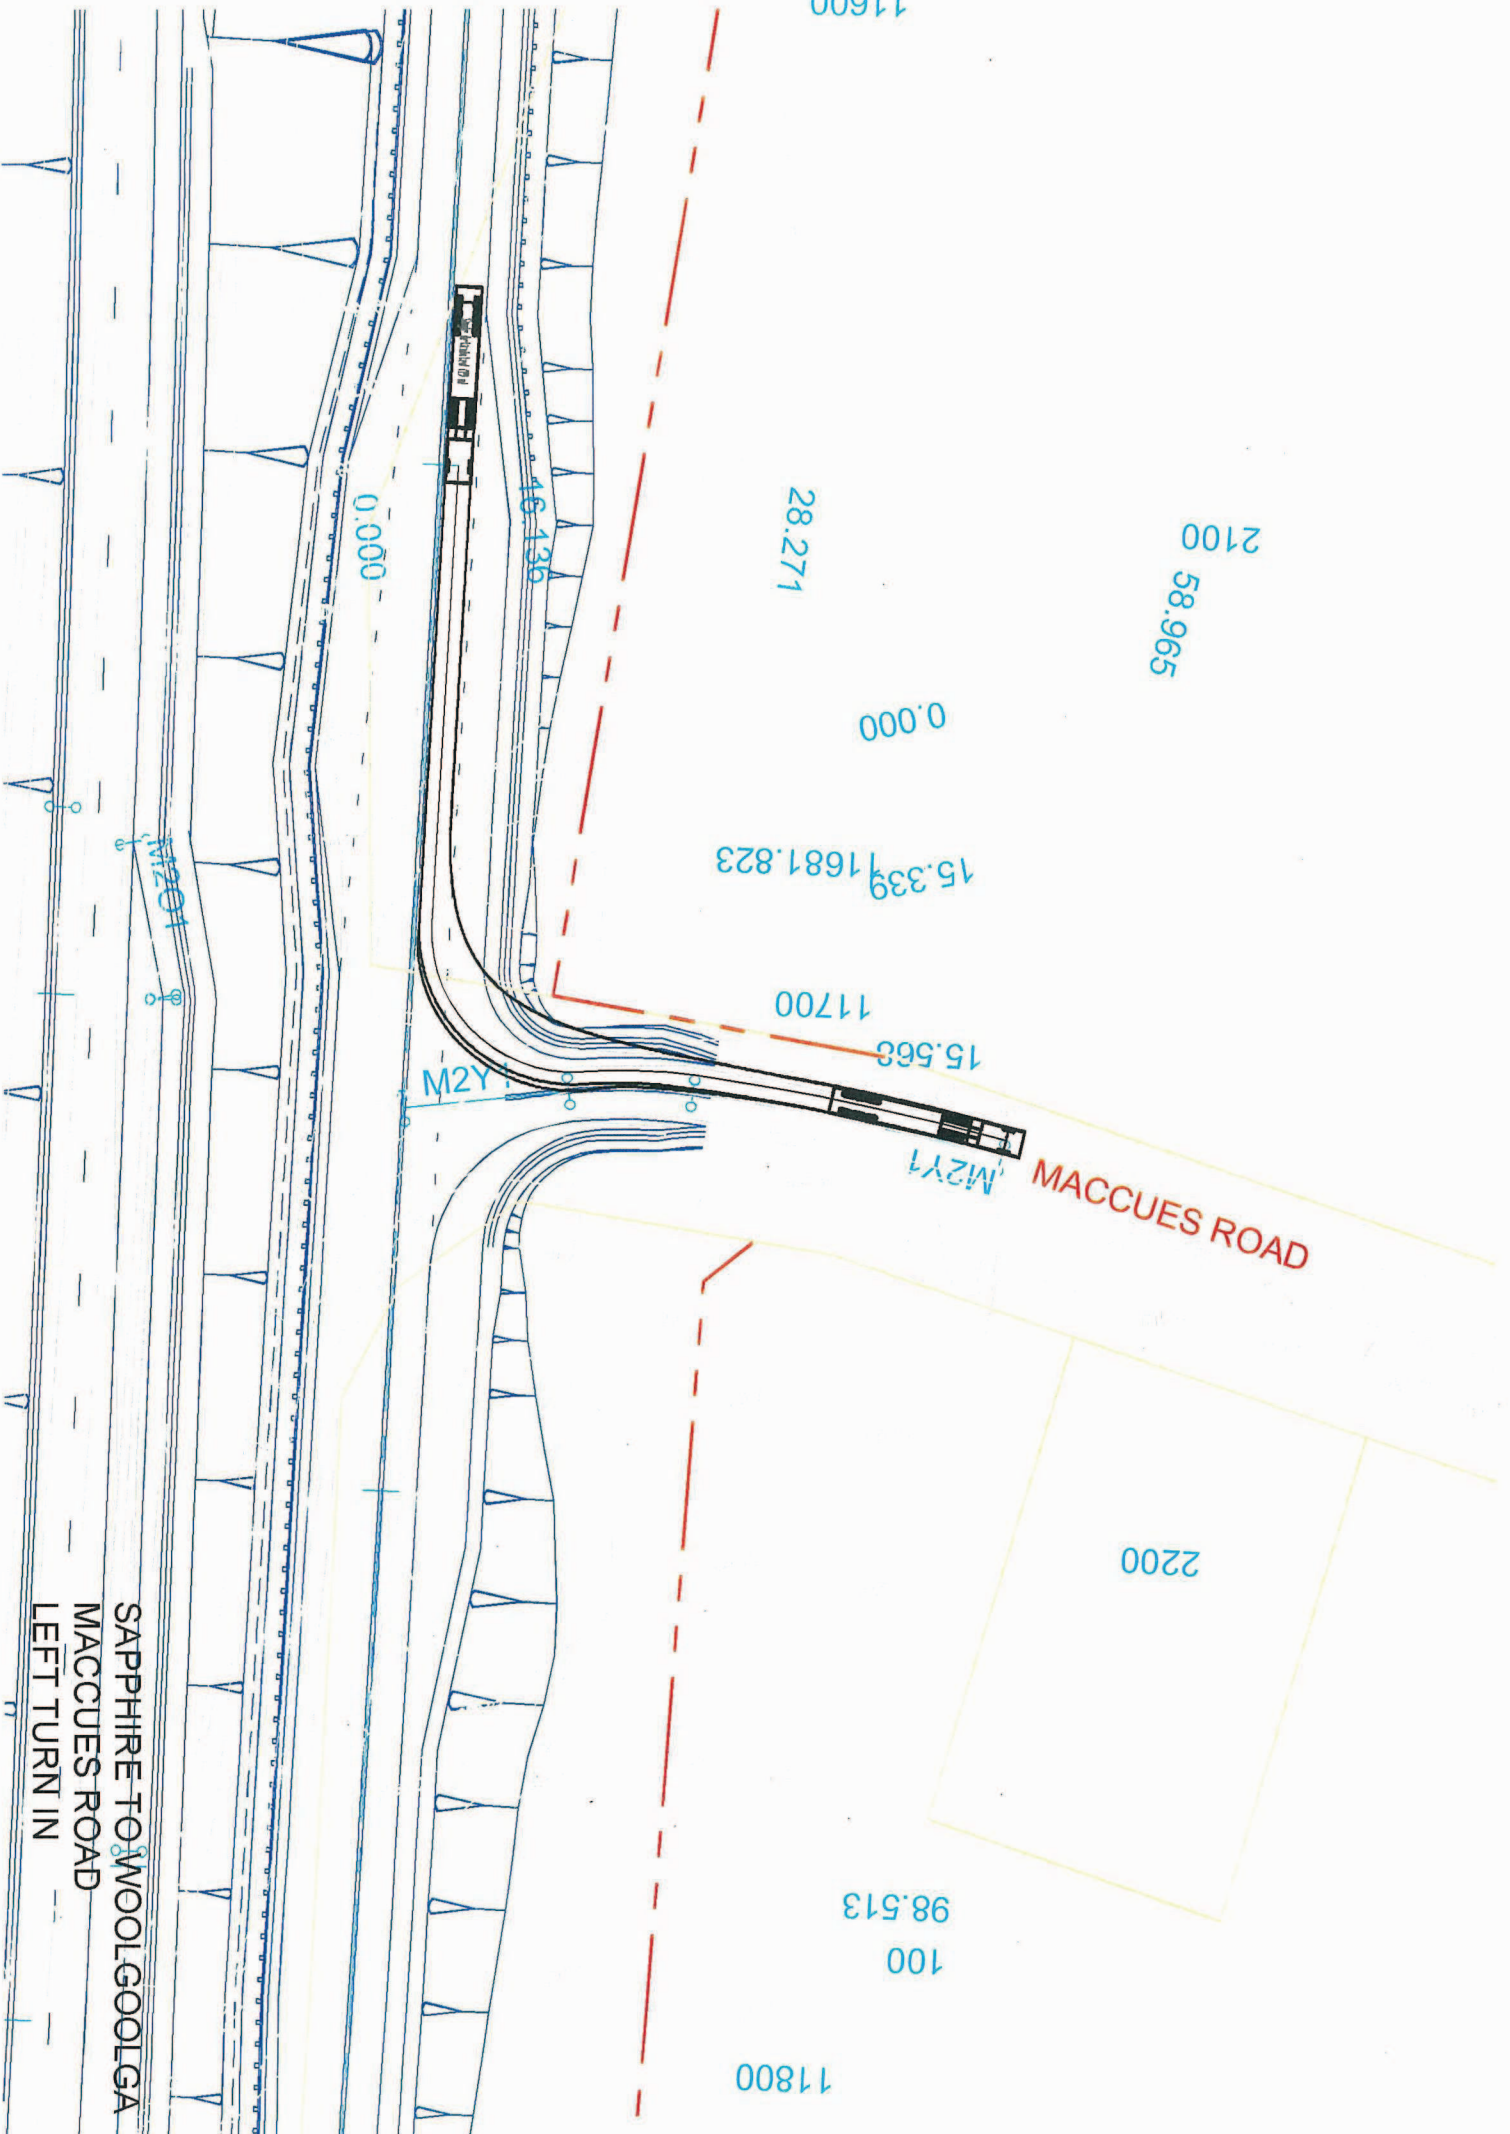 11600
0.000
16.136
28.271
2100
58.965
0.000
11681.823
15.339
M2O1
11700
15.568
M2Y1
M2Y1
MACCUES ROAD
2200
SAPPHIRE TO WOOLGOOLGA
MACCUES ROAD
LEFT TURN IN
98.513
100
11800